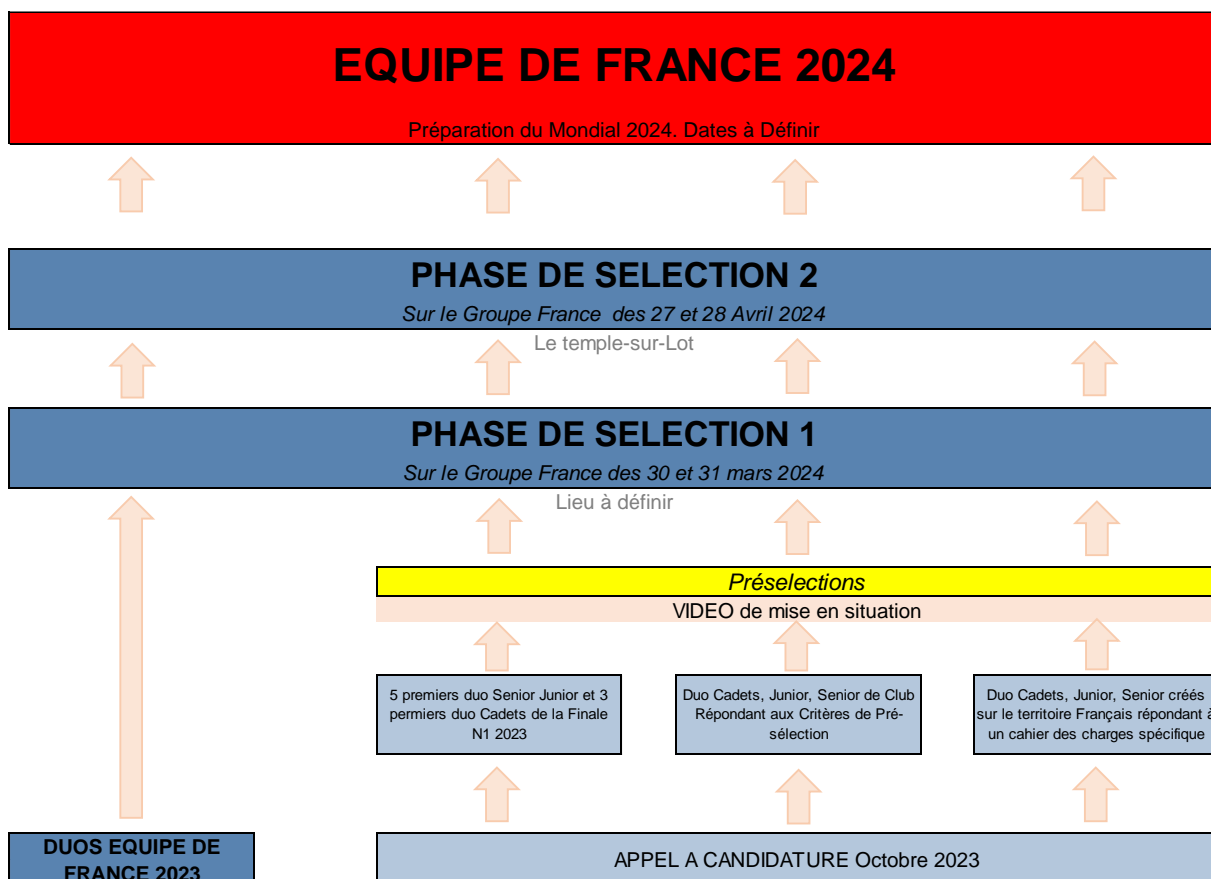 EQUIPE DE FRANCE 2024
Préparation du Mondial 2024. Dates à Définir
PHASE DE SELECTION 2
Sur le Groupe France des 27 et 28 Avril 2024
Le temple-sur-Lot
PHASE DE SELECTION 1
Sur le Groupe France des 30 et 31 mars 2024
Lieu à définir
Préselections
VIDEO de mise en situation
5 premiers duo Senior Junior et 3
permiers duo Cadets de la Finale
N1 2023
Duo Cadets, Junior, Senior de Club
Répondant aux Critères de Pré-
sélection
Duo Cadets, Junior, Senior créés
sur le territoire Français répondant à
un cahier des charges spécifique
DUOS EQUIPE DE
FRANCE 2023
APPEL A CANDIDATURE Octobre 2023